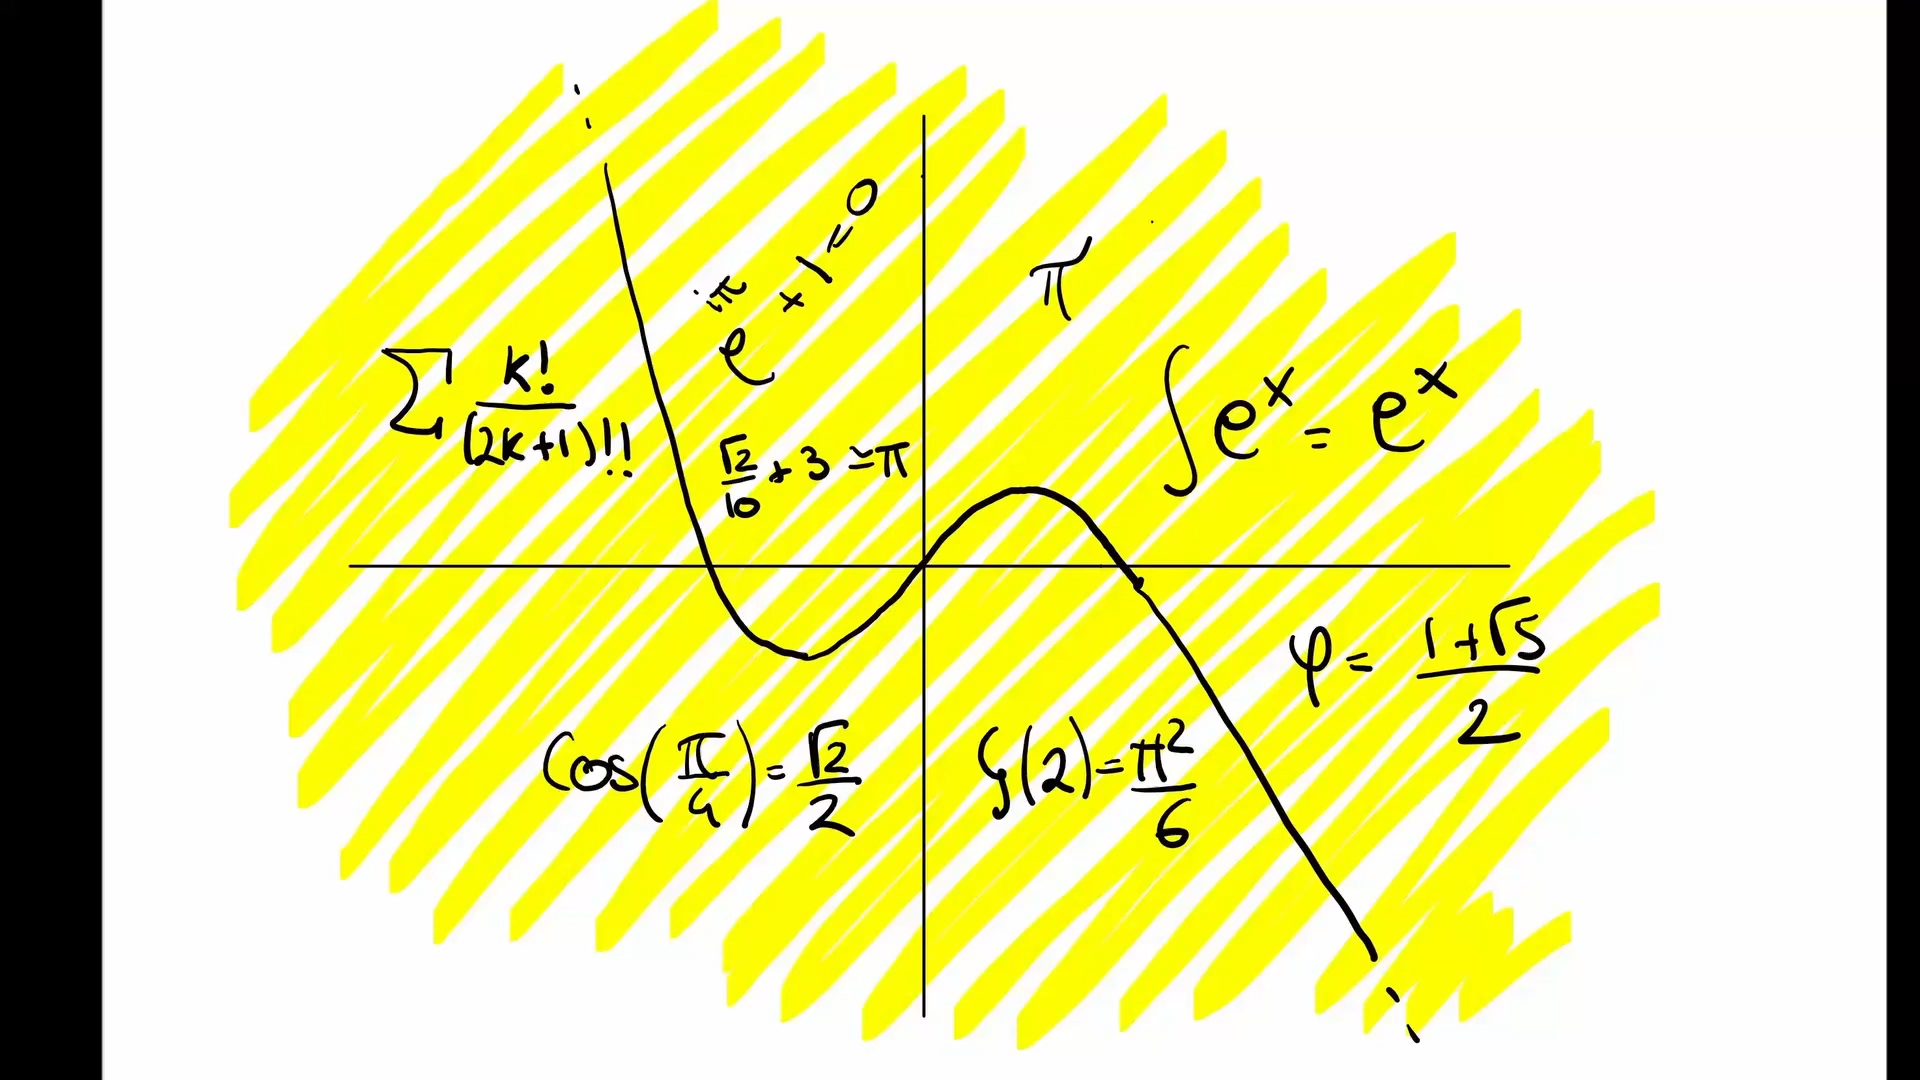 e^{iπ} + 1 = 0
π
∑ k! / (2k+1)!!
∫ e^x = e^x
√2/10 + 3 ≃ π
φ = (1+√5)/2
cos(π/4) = √2/2
ζ(2) = π²/6